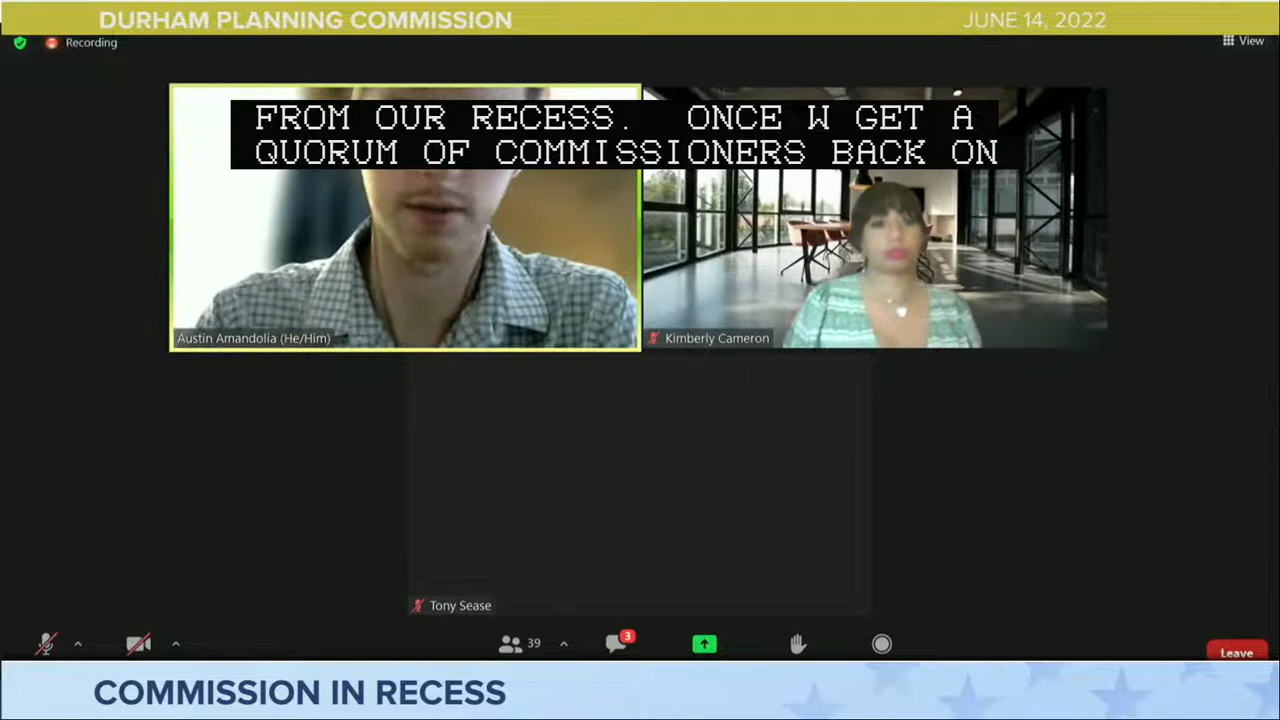 DURHAM PLANNING COMMISSION
JUNE 14, 2022
Recording
View
FROM OUR RECESS. ONCE W GET A
QUORUM OF COMMISSIONERS BACK ON
Austin Amandolia (He/Him)
Kimberly Cameron
Tony Sease
39
3
Leave
COMMISSION IN RECESS